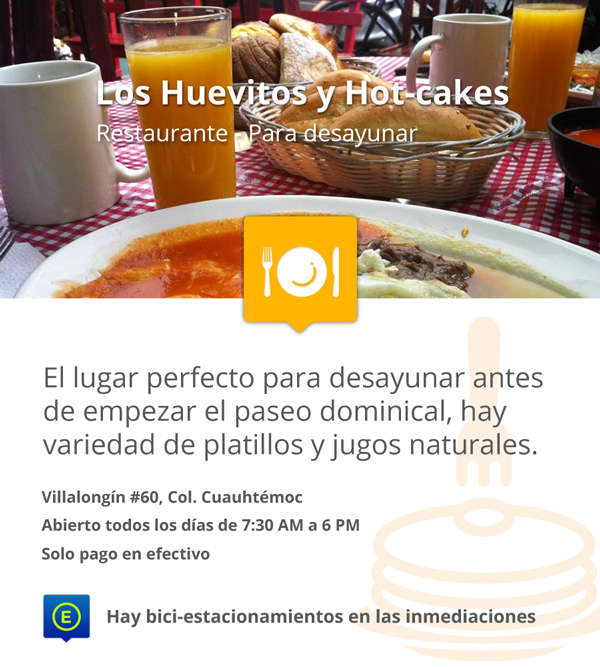 Los Huevitos y Hot-cakes
Restaurante - Para desayunar
El lugar perfecto para desayunar antes
de empezar el paseo dominical, hay
variedad de platillos y jugos naturales.
Villalongín #60, Col. Cuauhtémoc
Abierto todos los días de 7:30 AM a 6 PM
Solo pago en efectivo
E
Hay bici-estacionamientos en las inmediaciones